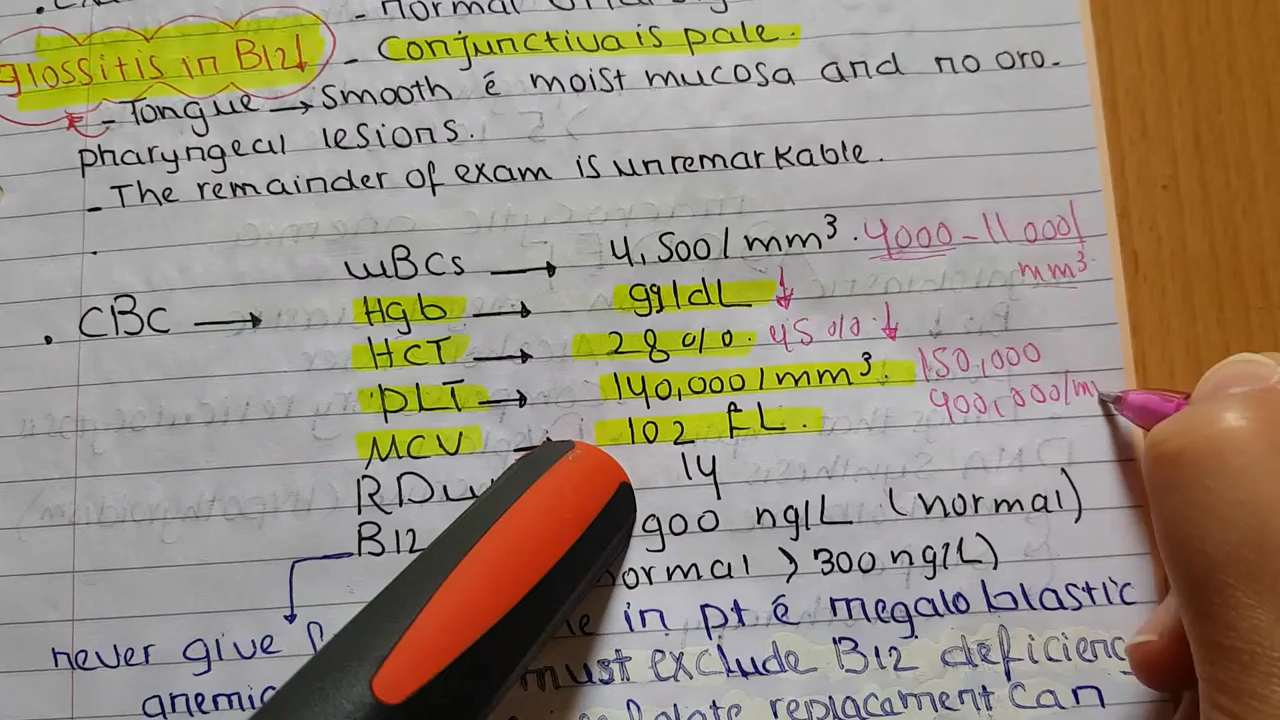 - normal
glossitis in B12↓ - Conjunctiva is pale.
- Tongue → Smooth é moist mucosa and no oro-
pharyngeal lesions.
- The remainder of exam is unremarkable.
WBCs → 4,500/mm³. 4000-11 000/
mm³
. CBC → Hgb → 9g/dL ↓
HCT → 28%. 45% ↓
PLT → 140,000/mm³. 150,000
MCV 102 fL. 400,000/m
RDW 14
B12 900 ng/L (normal)
normal > 300 ng/L)
in pt é megaloblastic
never give must exclude B12 deficienc
anemic folate replacement can